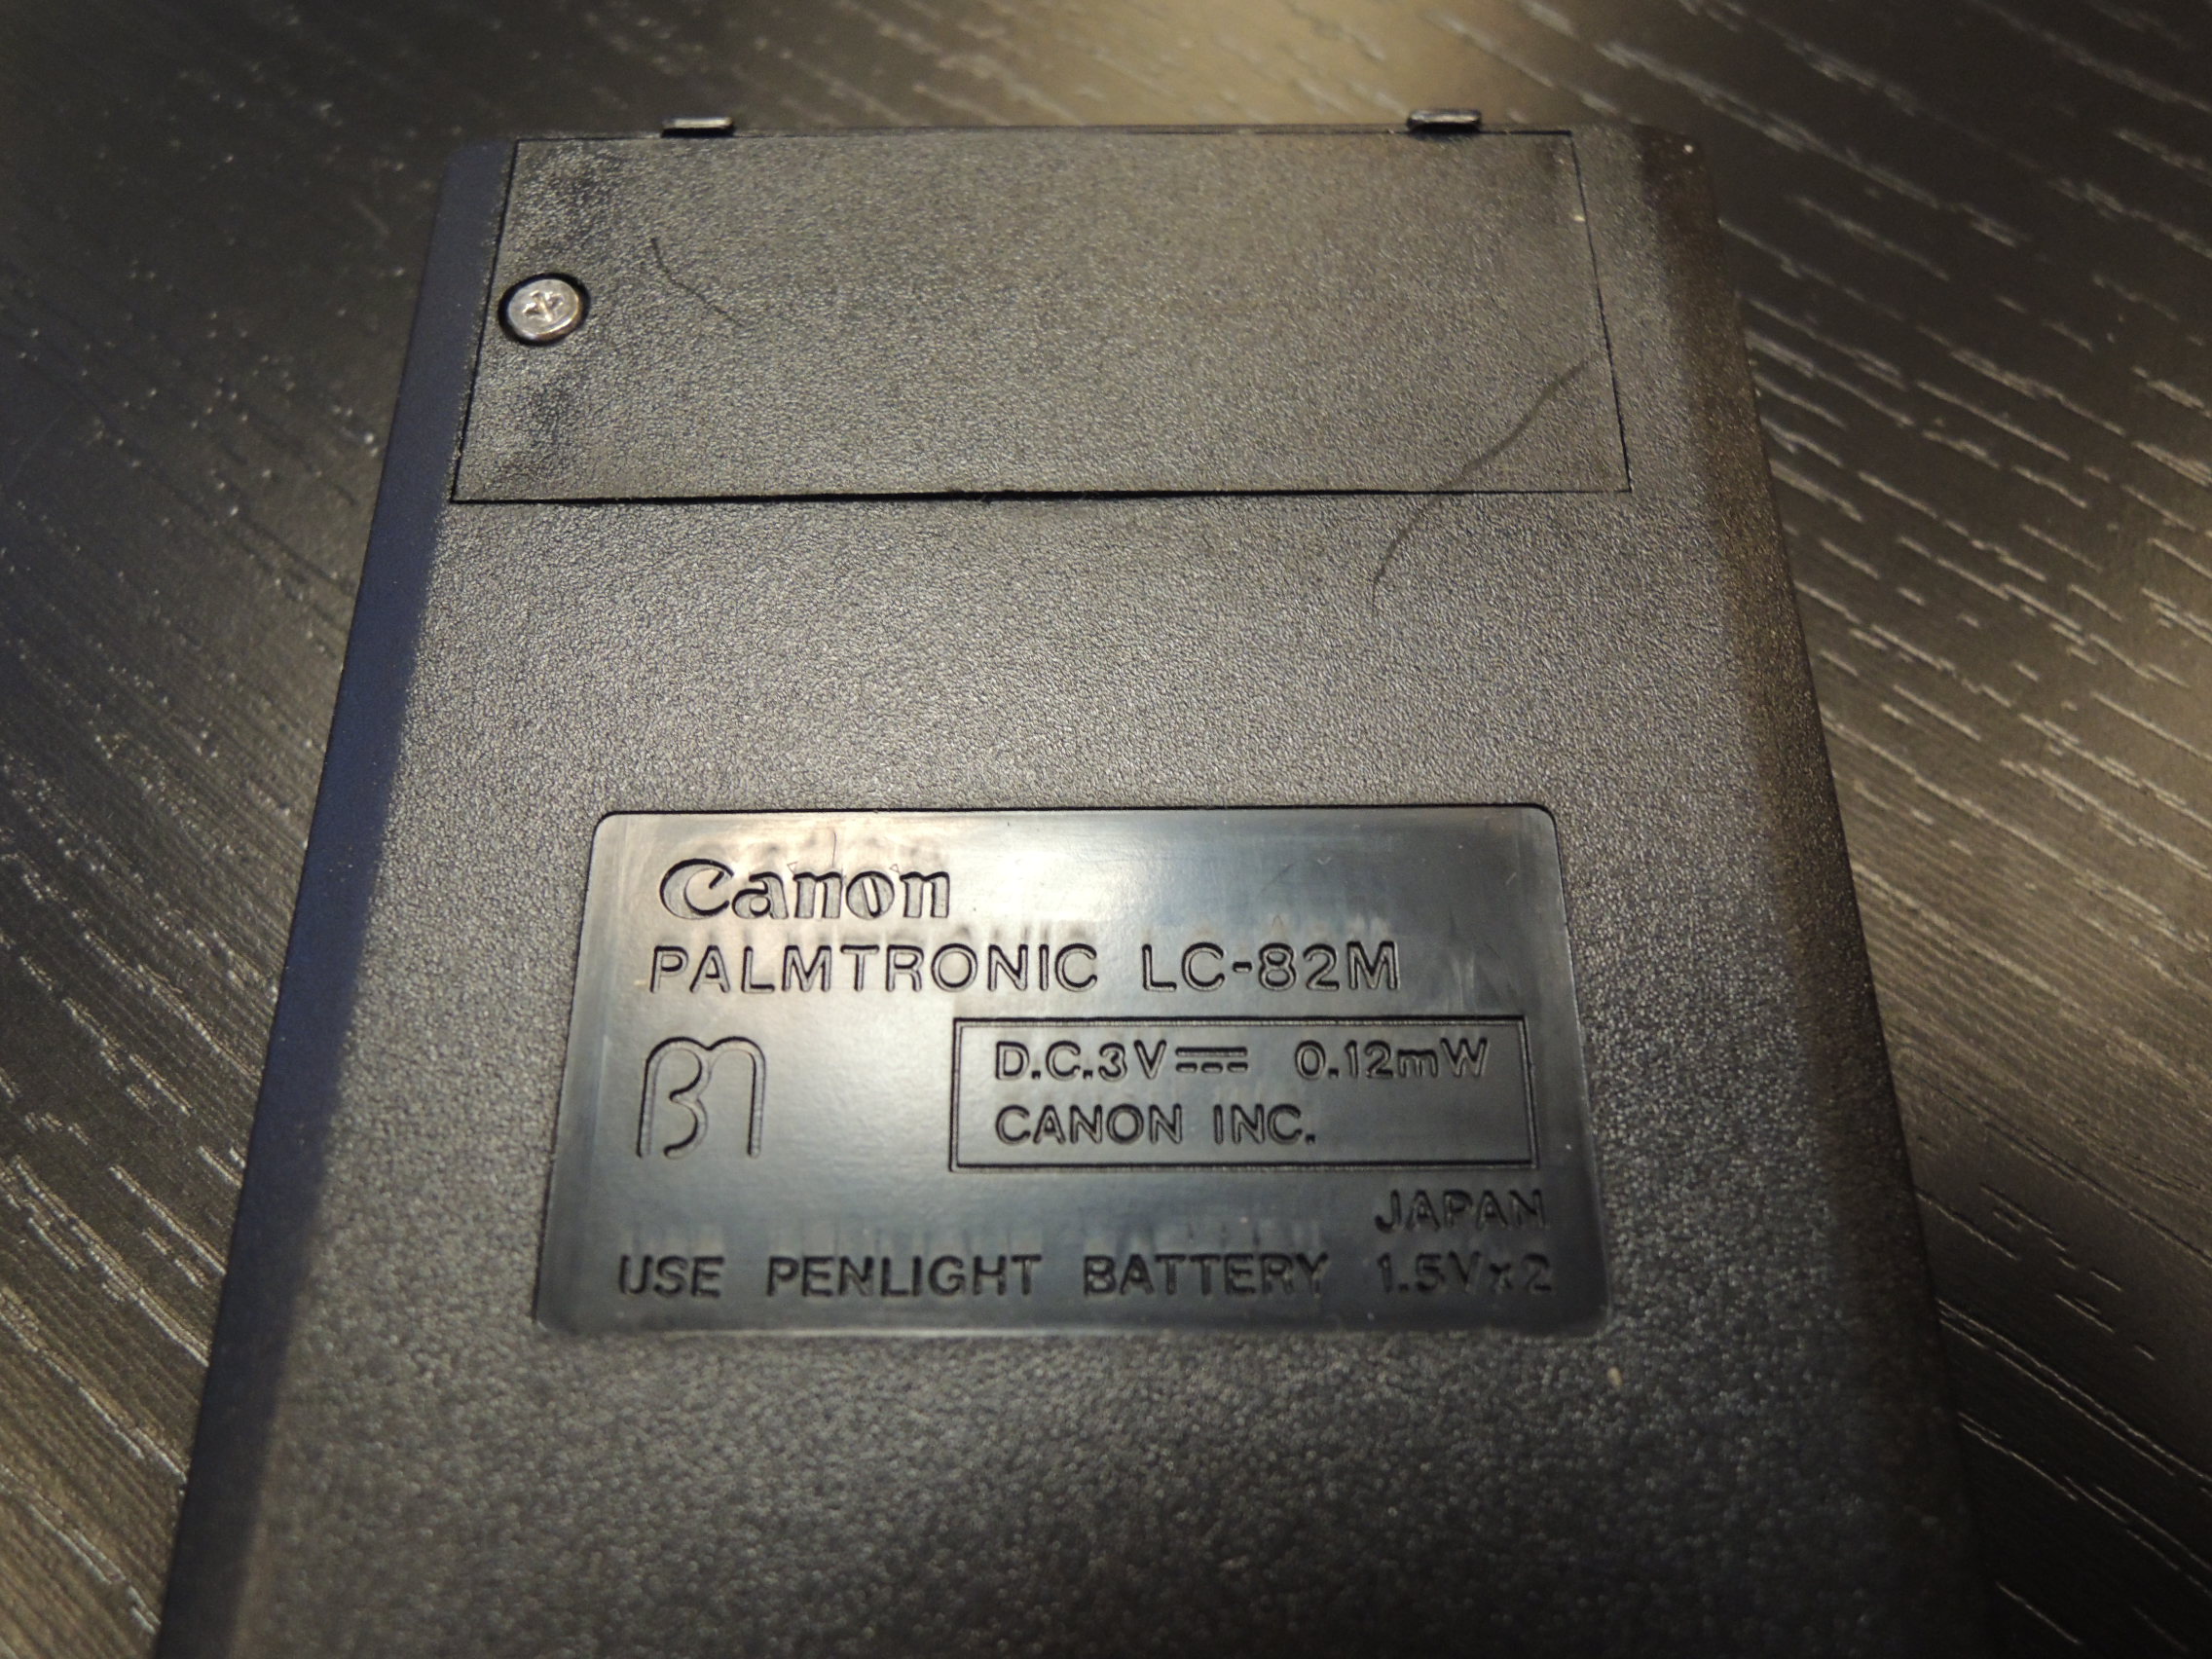 Canon
PALMTRONIC LC-82M
D.C.3V⎓ 0.12mW
CANON INC.
JAPAN
USE PENLIGHT BATTERY 1.5V×2